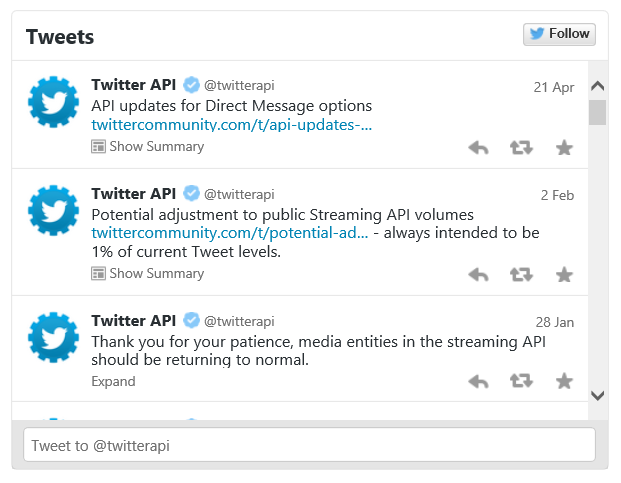 Tweets
Follow
Twitter API @twitterapi 21 Apr
API updates for Direct Message options
twittercommunity.com/t/api-updates-...
Show Summary
Twitter API @twitterapi 2 Feb
Potential adjustment to public Streaming API volumes
twittercommunity.com/t/potential-ad... - always intended to be
1% of current Tweet levels.
Show Summary
Twitter API @twitterapi 28 Jan
Thank you for your patience, media entities in the streaming API
should be returning to normal.
Expand
Tweet to @twitterapi